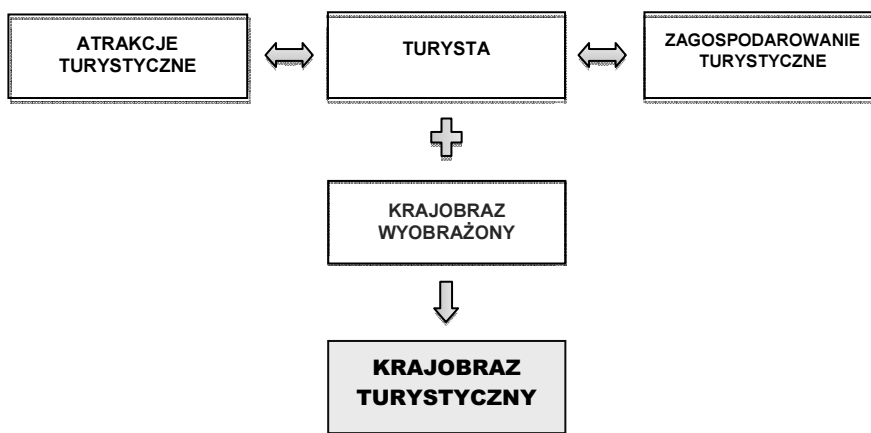 ATRAKCJE
TURYSTYCZNE
TURYSTA
ZAGOSPODAROWANIE
TURYSTYCZNE
KRAJOBRAZ
WYOBRAŻONY
KRAJOBRAZ
TURYSTYCZNY